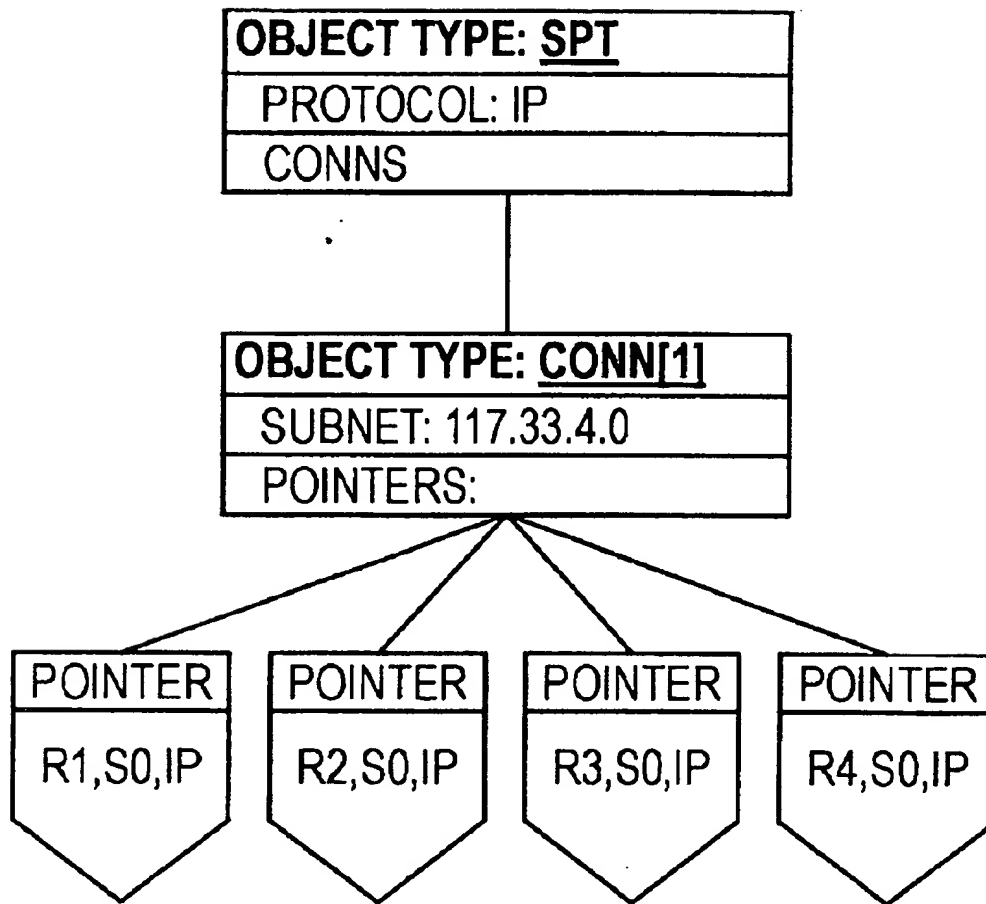 OBJECT TYPE: SPT
PROTOCOL: IP
CONNS
OBJECT TYPE: CONN[1]
SUBNET: 117.33.4.0
POINTERS:
POINTER
R1,S0,IP
POINTER
R2,S0,IP
POINTER
R3,S0,IP
POINTER
R4,S0,IP